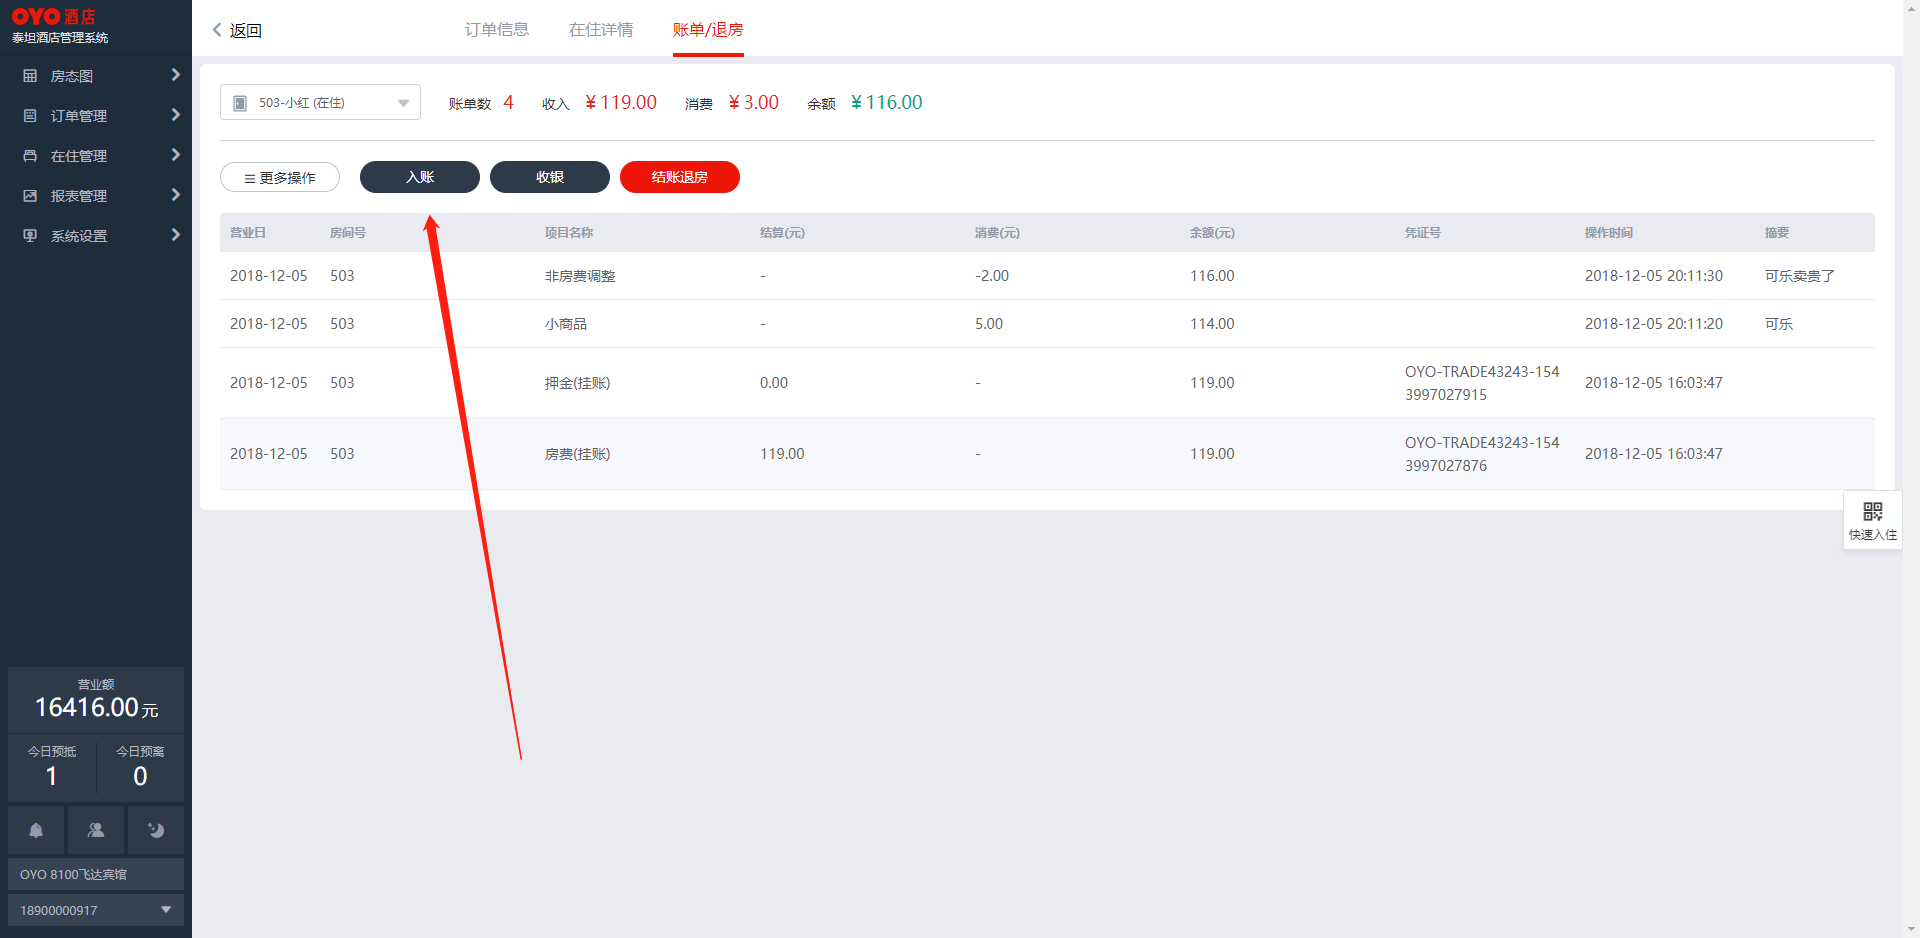 OYO 酒店
泰坦酒店管理系统
房态图
订单管理
在住管理
报表管理
系统设置
营业额
16416.00元
今日预抵 今日预离
1 0
OYO 8100飞达宾馆
18900000917
返回 订单信息 在住详情 账单/退房
503-小红 (在住) 账单数 4 收入 ¥119.00 消费 ¥3.00 余额 ¥116.00
更多操作 入账 收银 结账退房
营业日 房间号 项目名称 结算(元) 消费(元) 余额(元) 凭证号 操作时间 摘要
2018-12-05 503 非房费调整 - -2.00 116.00 2018-12-05 20:11:30 可乐卖贵了
2018-12-05 503 小商品 - 5.00 114.00 2018-12-05 20:11:20 可乐
2018-12-05 503 押金(挂账) 0.00 - 119.00 OYO-TRADE43243-154 2018-12-05 16:03:47
3997027915
2018-12-05 503 房费(挂账) 119.00 - 119.00 OYO-TRADE43243-154 2018-12-05 16:03:47
3997027876
快速入住